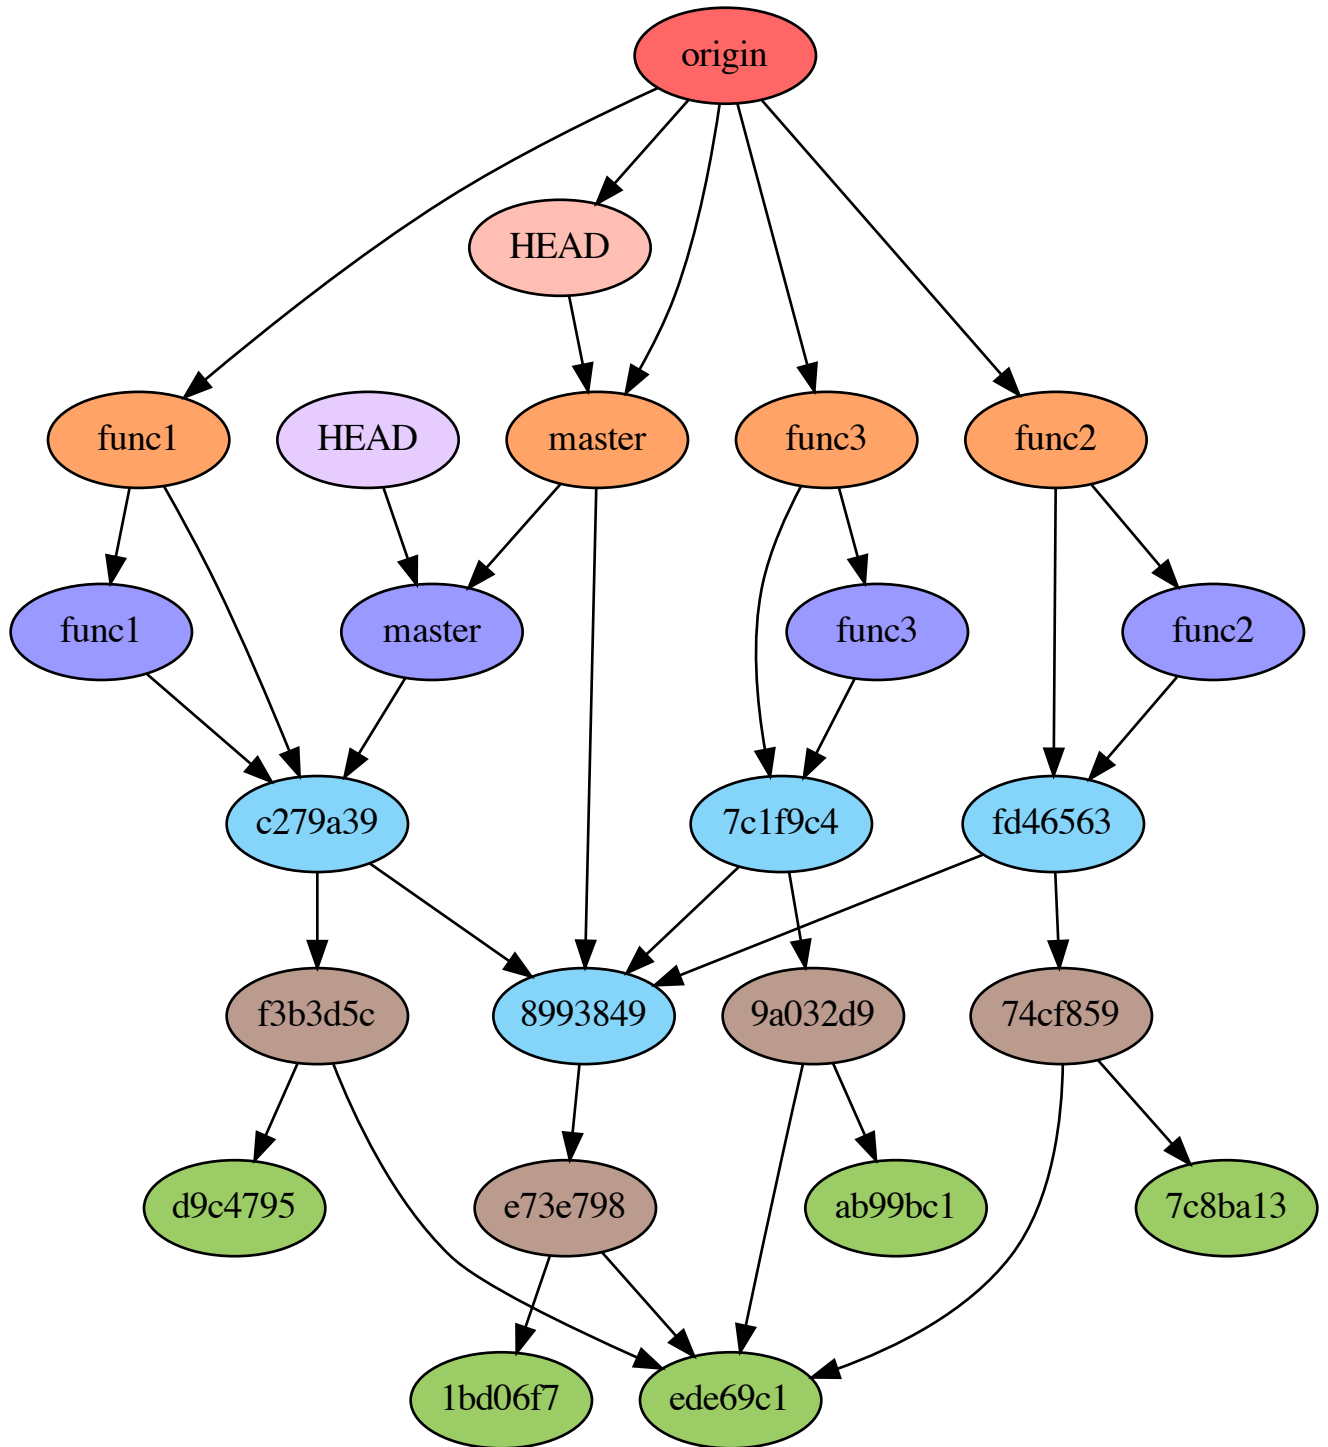 origin
HEAD
func1
HEAD
master
func3
func2
func1
master
func3
func2
c279a39
7c1f9c4
fd46563
f3b3d5c
8993849
9a032d9
74cf859
d9c4795
e73e798
ab99bc1
7c8ba13
1bd06f7
ede69c1